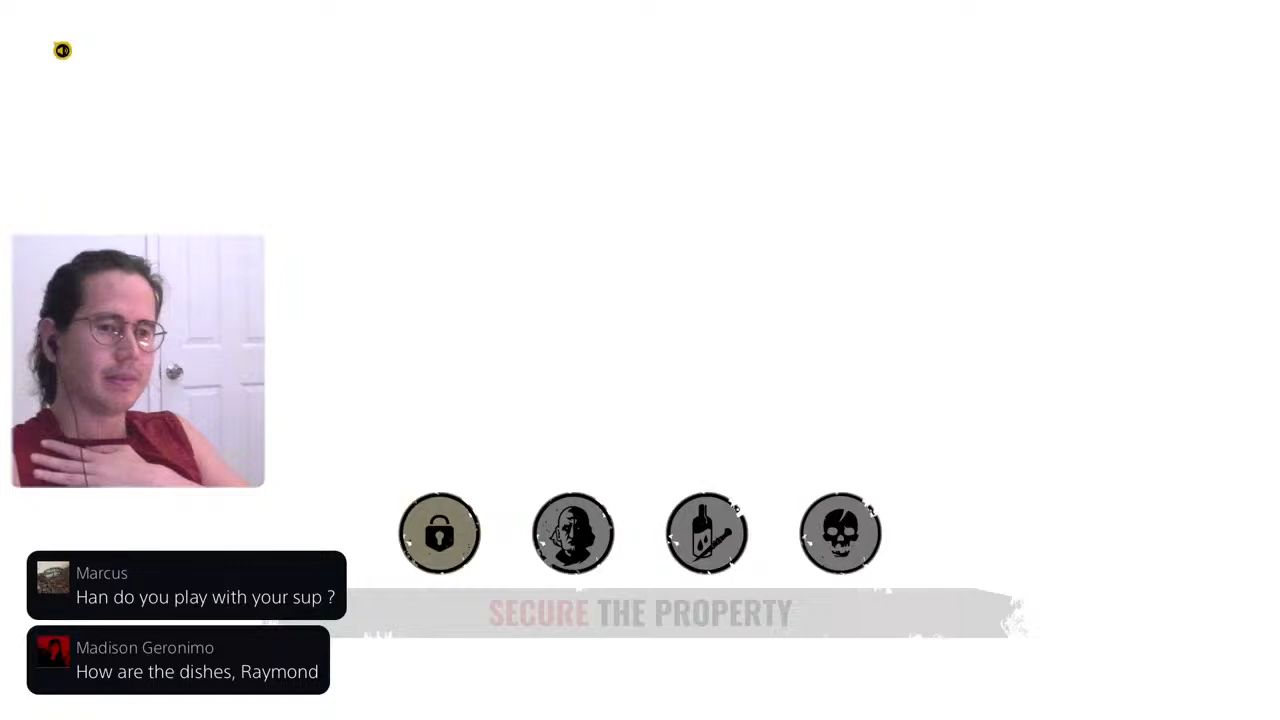 Marcus
Han do you play with your sup ?
SECURE THE PROPERTY
Madison Geronimo
How are the dishes, Raymond